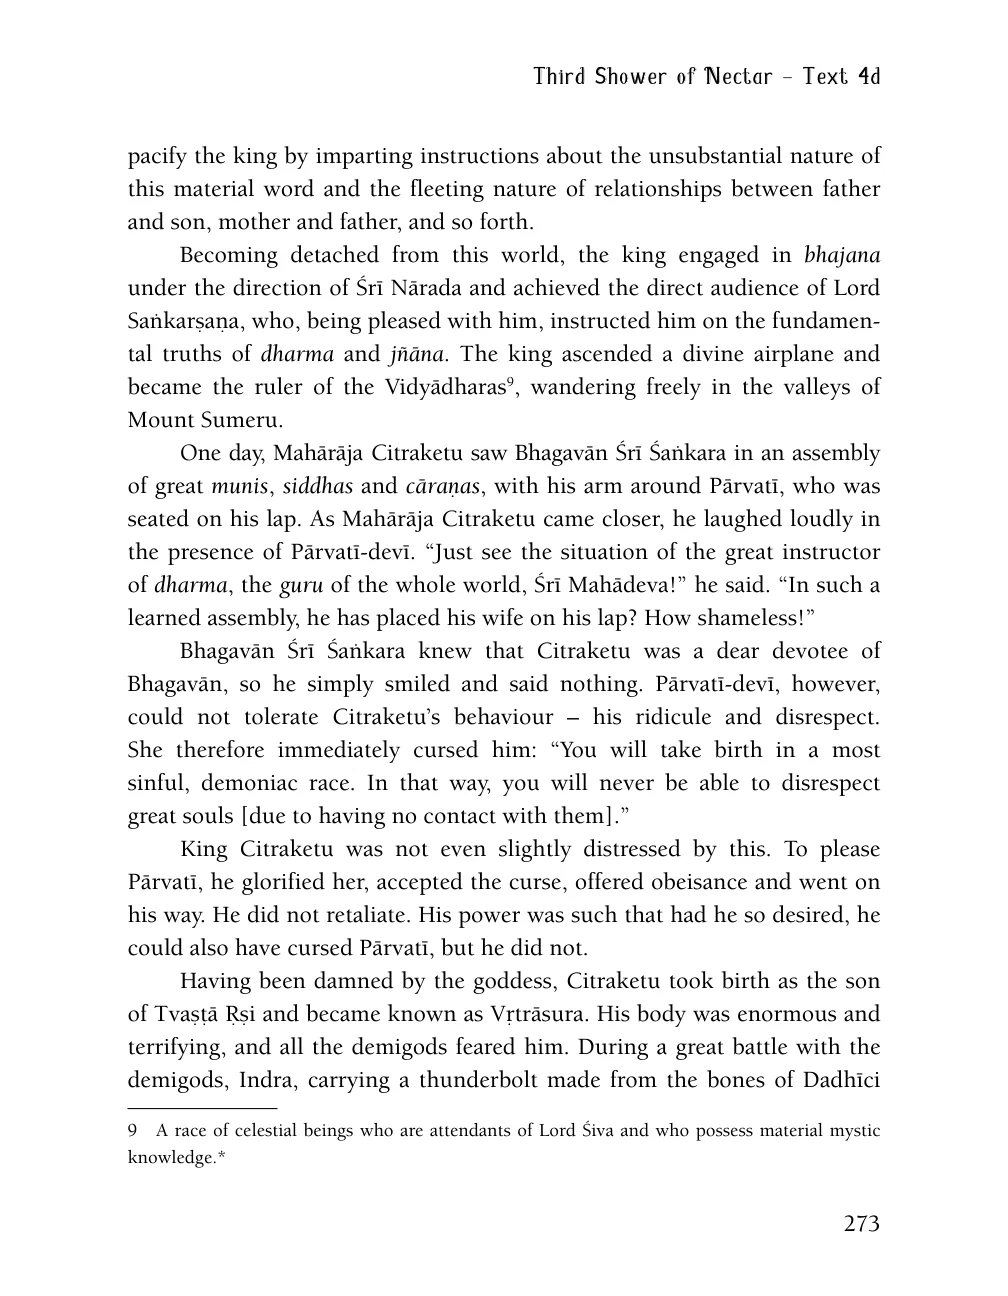 Third Shower of Nectar – Text 4d
pacify the king by imparting instructions about the unsubstantial nature of
this material word and the fleeting nature of relationships between father
and son, mother and father, and so forth.
Becoming detached from this world, the king engaged in bhajana
under the direction of Śrī Nārada and achieved the direct audience of Lord
Saṅkarṣaṇa, who, being pleased with him, instructed him on the fundamen-
tal truths of dharma and jñāna. The king ascended a divine airplane and
became the ruler of the Vidyādharas⁹, wandering freely in the valleys of
Mount Sumeru.
One day, Mahārāja Citraketu saw Bhagavān Śrī Śaṅkara in an assembly
of great munis, siddhas and cāraṇas, with his arm around Pārvatī, who was
seated on his lap. As Mahārāja Citraketu came closer, he laughed loudly in
the presence of Pārvatī-devī. “Just see the situation of the great instructor
of dharma, the guru of the whole world, Śrī Mahādeva!” he said. “In such a
learned assembly, he has placed his wife on his lap? How shameless!”
Bhagavān Śrī Śaṅkara knew that Citraketu was a dear devotee of
Bhagavān, so he simply smiled and said nothing. Pārvatī-devī, however,
could not tolerate Citraketu’s behaviour – his ridicule and disrespect.
She therefore immediately cursed him: “You will take birth in a most
sinful, demoniac race. In that way, you will never be able to disrespect
great souls [due to having no contact with them].”
King Citraketu was not even slightly distressed by this. To please
Pārvatī, he glorified her, accepted the curse, offered obeisance and went on
his way. He did not retaliate. His power was such that had he so desired, he
could also have cursed Pārvatī, but he did not.
Having been damned by the goddess, Citraketu took birth as the son
of Tvaṣṭā Ṛṣi and became known as Vṛtrāsura. His body was enormous and
terrifying, and all the demigods feared him. During a great battle with the
demigods, Indra, carrying a thunderbolt made from the bones of Dadhīci
9 A race of celestial beings who are attendants of Lord Śiva and who possess material mystic
knowledge.*
273